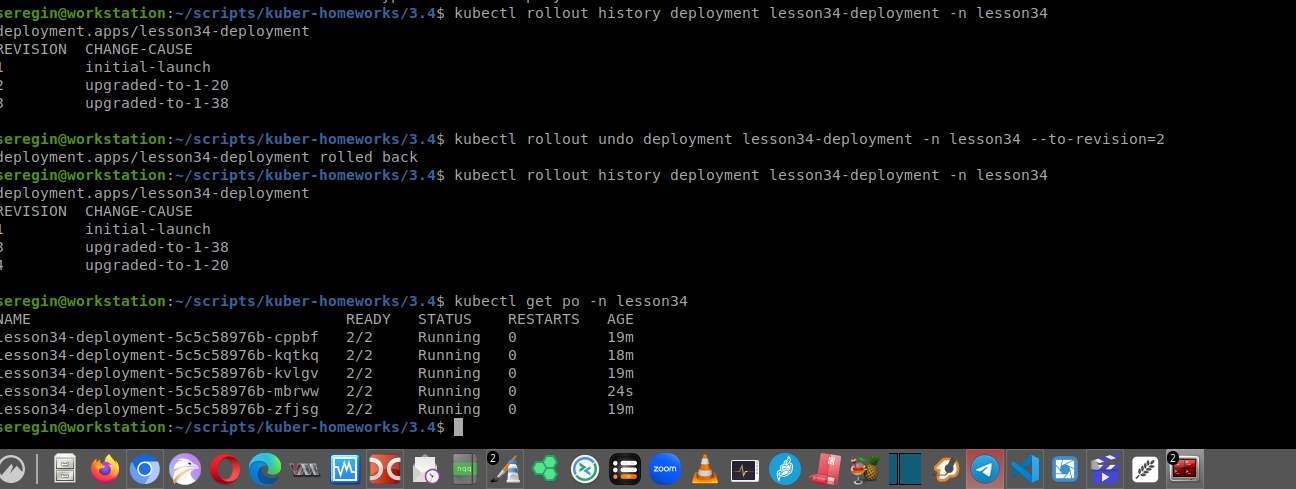 seregin@workstation:~/scripts/kuber-homeworks/3.4$ kubectl rollout history deployment lesson34-deployment -n lesson34
deployment.apps/lesson34-deployment
REVISION  CHANGE-CAUSE
1         initial-launch
2         upgraded-to-1-20
3         upgraded-to-1-38
seregin@workstation:~/scripts/kuber-homeworks/3.4$ kubectl rollout undo deployment lesson34-deployment -n lesson34 --to-revision=2
deployment.apps/lesson34-deployment rolled back
seregin@workstation:~/scripts/kuber-homeworks/3.4$ kubectl rollout history deployment lesson34-deployment -n lesson34
deployment.apps/lesson34-deployment
REVISION  CHANGE-CAUSE
1         initial-launch
3         upgraded-to-1-38
4         upgraded-to-1-20
seregin@workstation:~/scripts/kuber-homeworks/3.4$ kubectl get po -n lesson34
NAME                                   READY   STATUS    RESTARTS   AGE
lesson34-deployment-5c5c58976b-cppbf   2/2     Running   0          19m
lesson34-deployment-5c5c58976b-kqtkq   2/2     Running   0          18m
lesson34-deployment-5c5c58976b-kvlgv   2/2     Running   0          19m
lesson34-deployment-5c5c58976b-mbrww   2/2     Running   0          24s
lesson34-deployment-5c5c58976b-zfjsg   2/2     Running   0          19m
seregin@workstation:~/scripts/kuber-homeworks/3.4$
nqq 2 zoom 2